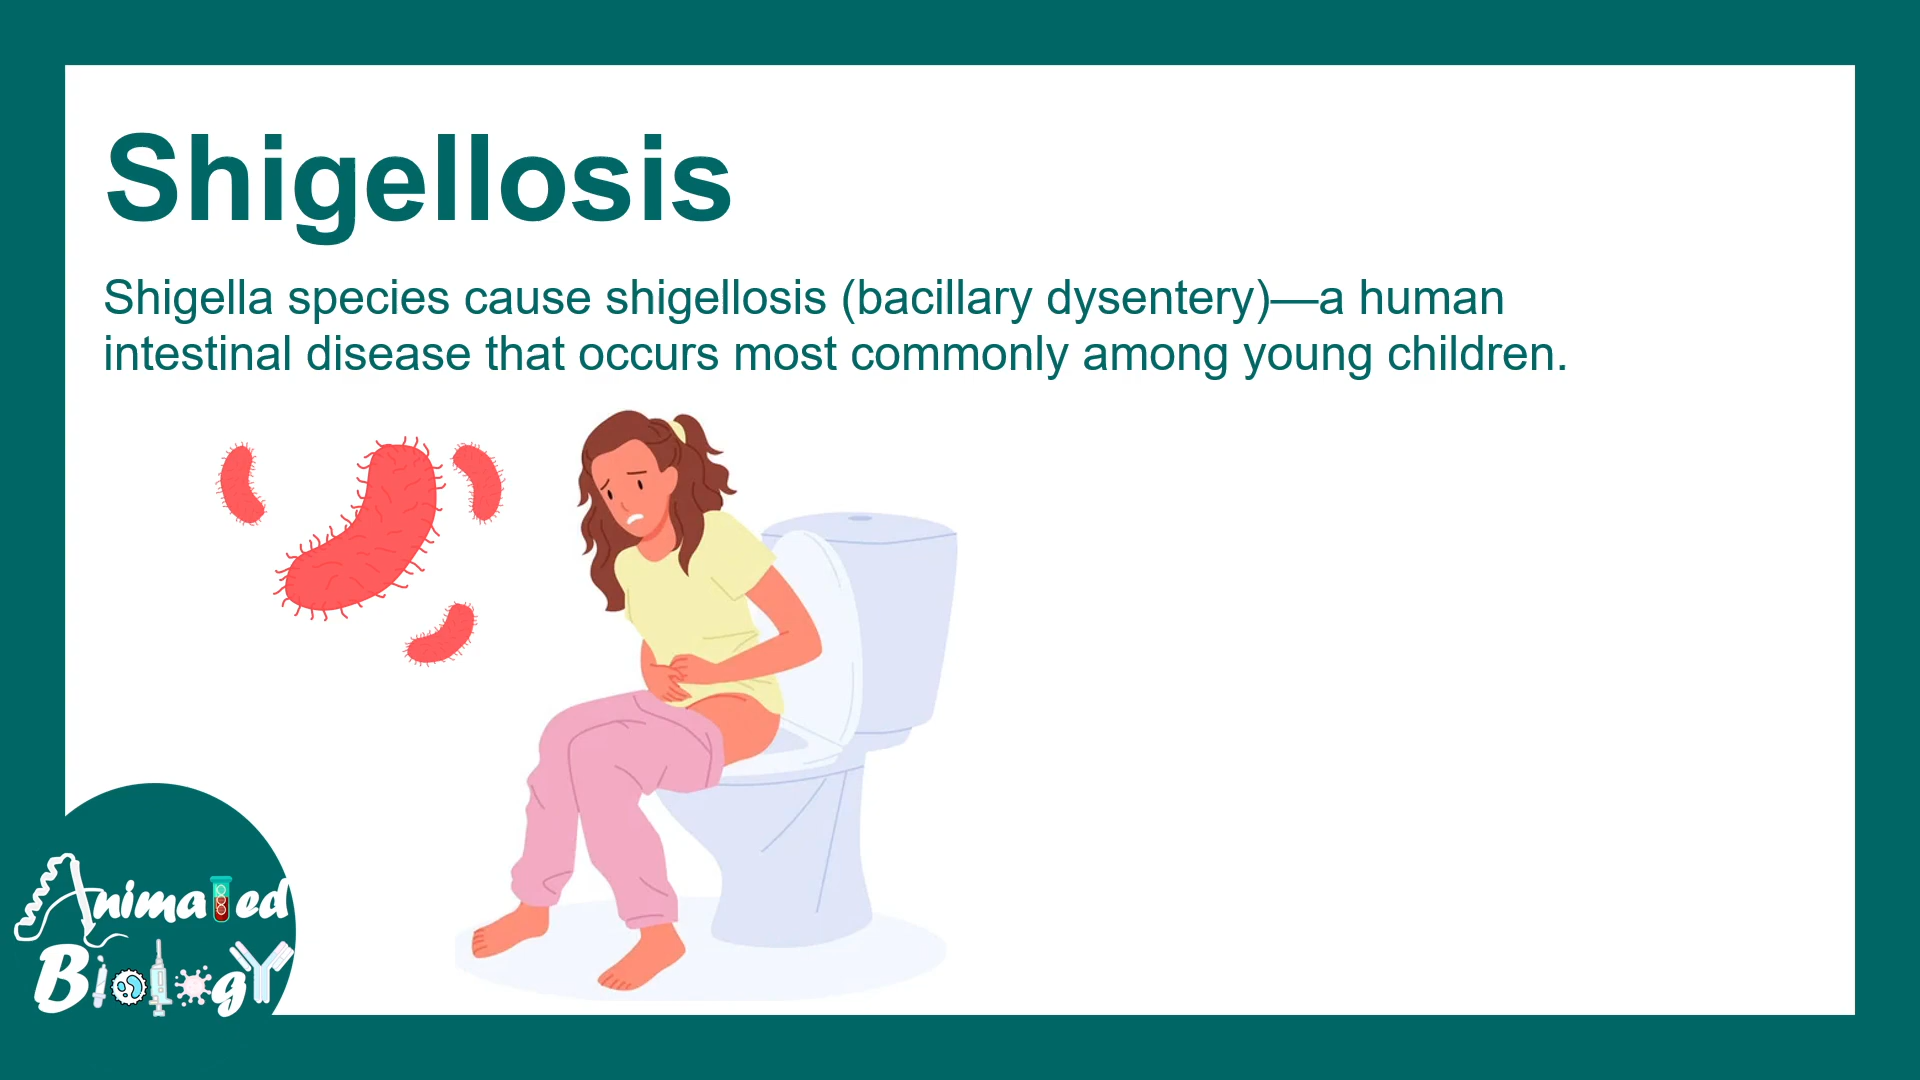 Shigellosis
Shigella species cause shigellosis (bacillary dysentery)—a human
intestinal disease that occurs most commonly among young children.
Animated
Biology